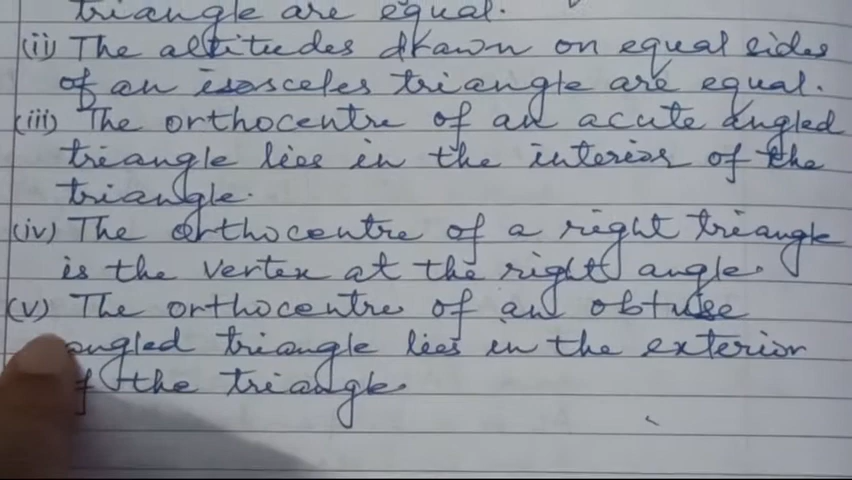 triangle are equal.
(ii) The altitudes drawn on equal sides
of an isosceles triangle are equal.
(iii) The orthocentre of an acute angled
triangle lies in the interior of the
triangle.
(iv) The orthocentre of a right triangle
is the vertex at the right angle.
(v) The orthocentre of an obtuse
angled triangle lies in the exterior
of the triangle.